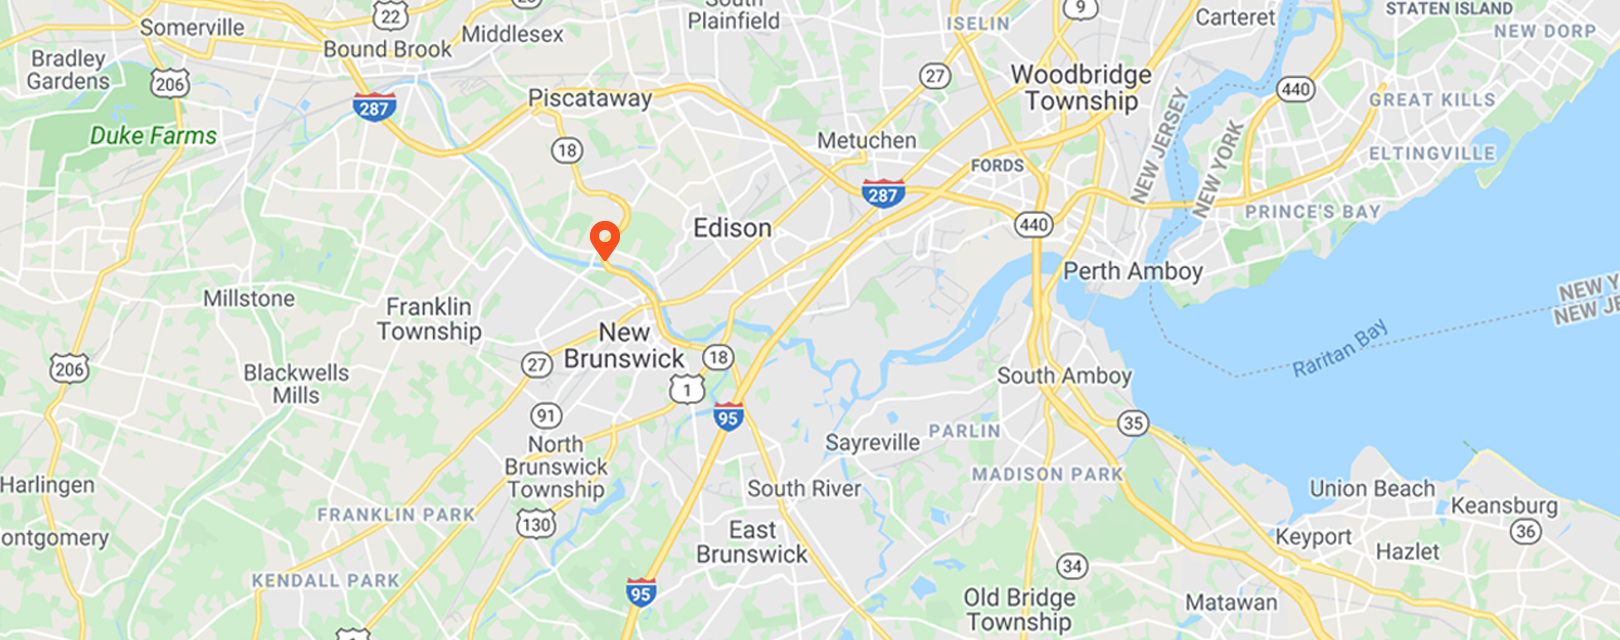 South
Plainfield
22
Somerville
Middlesex
9
Carteret
STATEN ISLAND
ISELIN
NEW DORP
Bound Brook
Bradley
Gardens
206
27
Woodbridge
Township
440
287
Piscataway
GREAT KILLS
Duke Farms
Metuchen
18
NEW JERSEY
NEW YORK
ELTINGVILLE
FORDS
287
PRINCE'S BAY
Edison
440
Perth Amboy
Millstone
Franklin
Township
NEW Y
NEW JE
New
Brunswick
Raritan Bay
18
27
206
Blackwells
Mills
South Amboy
1
91
95
35
Sayreville
PARLIN
North
Brunswick
Township
MADISON PARK
Harlingen
South River
Union Beach
Keansburg
FRANKLIN PARK
130
36
ontgomery
East
Brunswick
Keyport
Hazlet
34
KENDALL PARK
95
Old Bridge
Township
Matawan